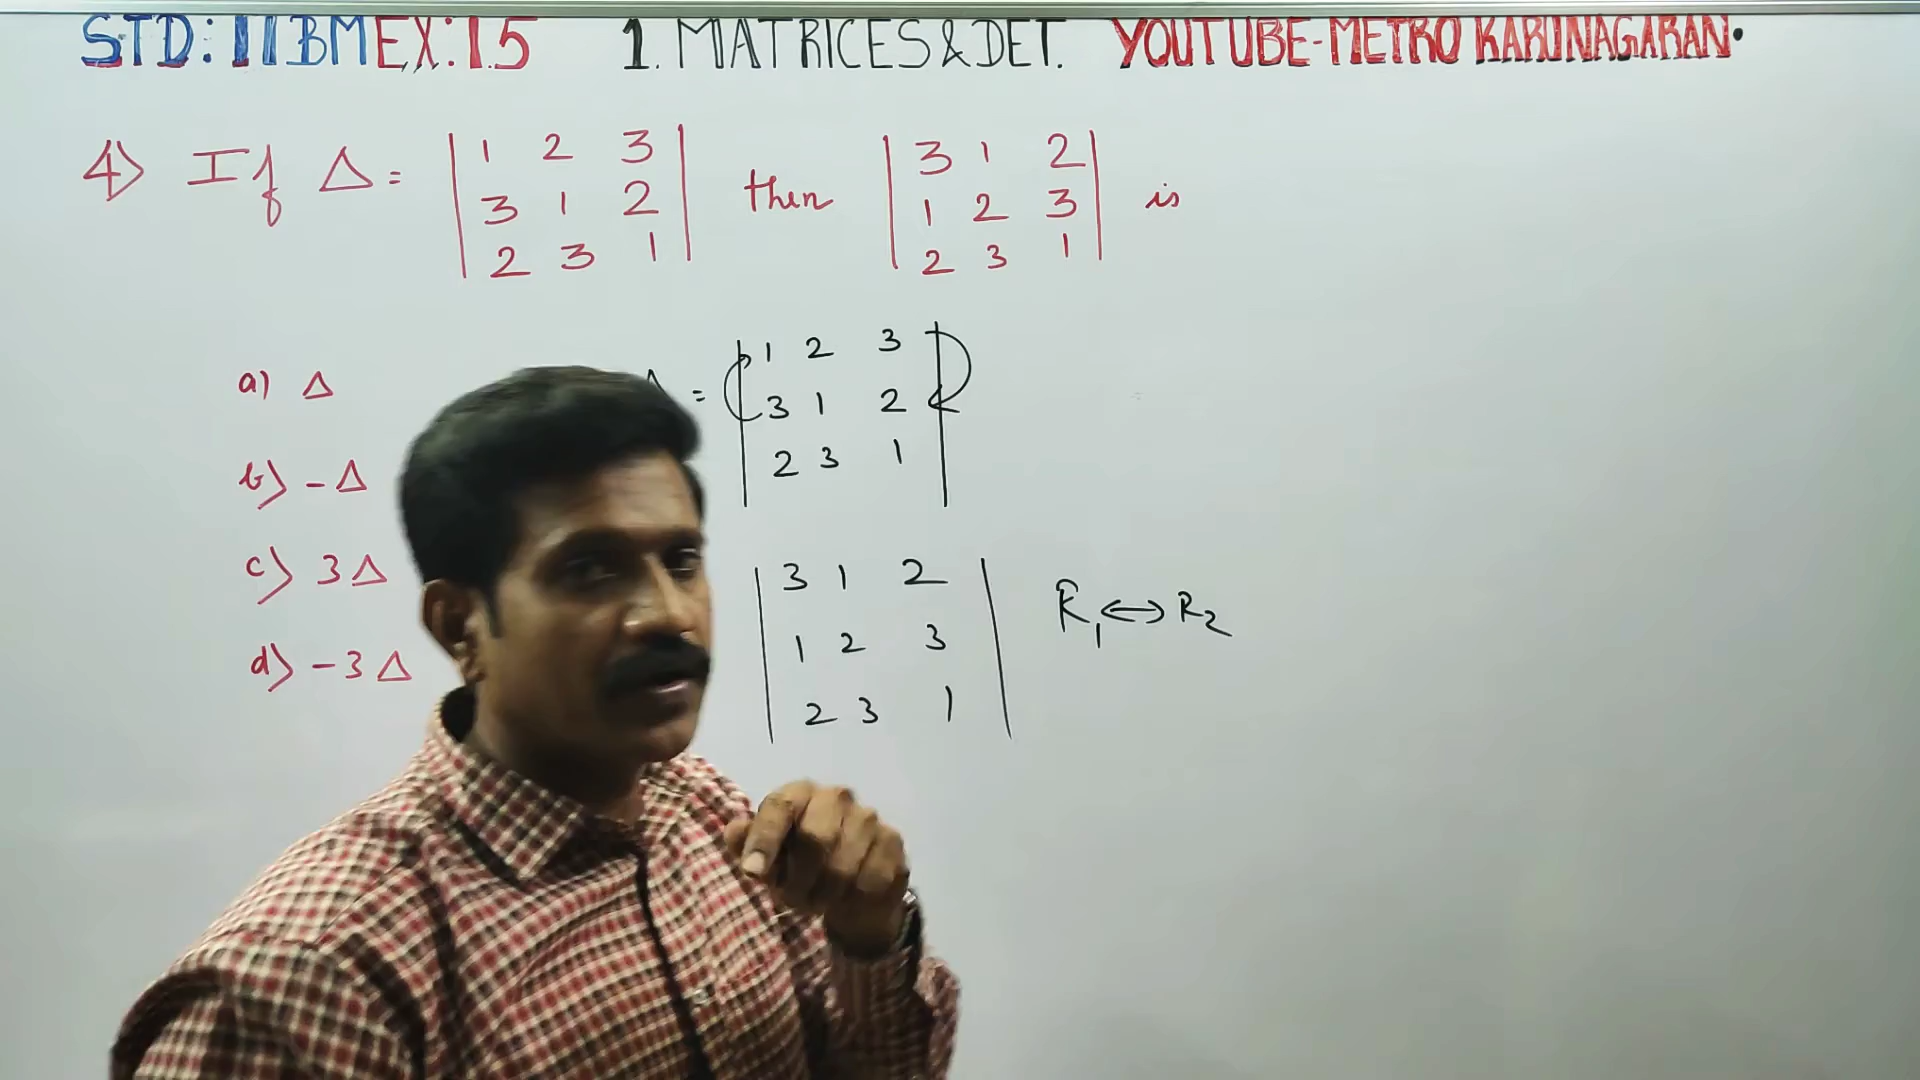 STD: 11BM EX: 1.5 1. MATRICES & DET. YOUTUBE-METRO KARUNAGARAN.
4) If Δ = | 1 2 3 | then | 3 1 2 | is
| 3 1 2 | | 1 2 3 |
| 2 3 1 | | 2 3 1 |
a) Δ
b) -Δ
c) 3Δ
d) -3Δ
Δ = | 1 2 3 |
| 3 1 2 |
| 2 3 1 |
| 3 1 2 |
| 1 2 3 | R1 ↔ R2
| 2 3 1 |